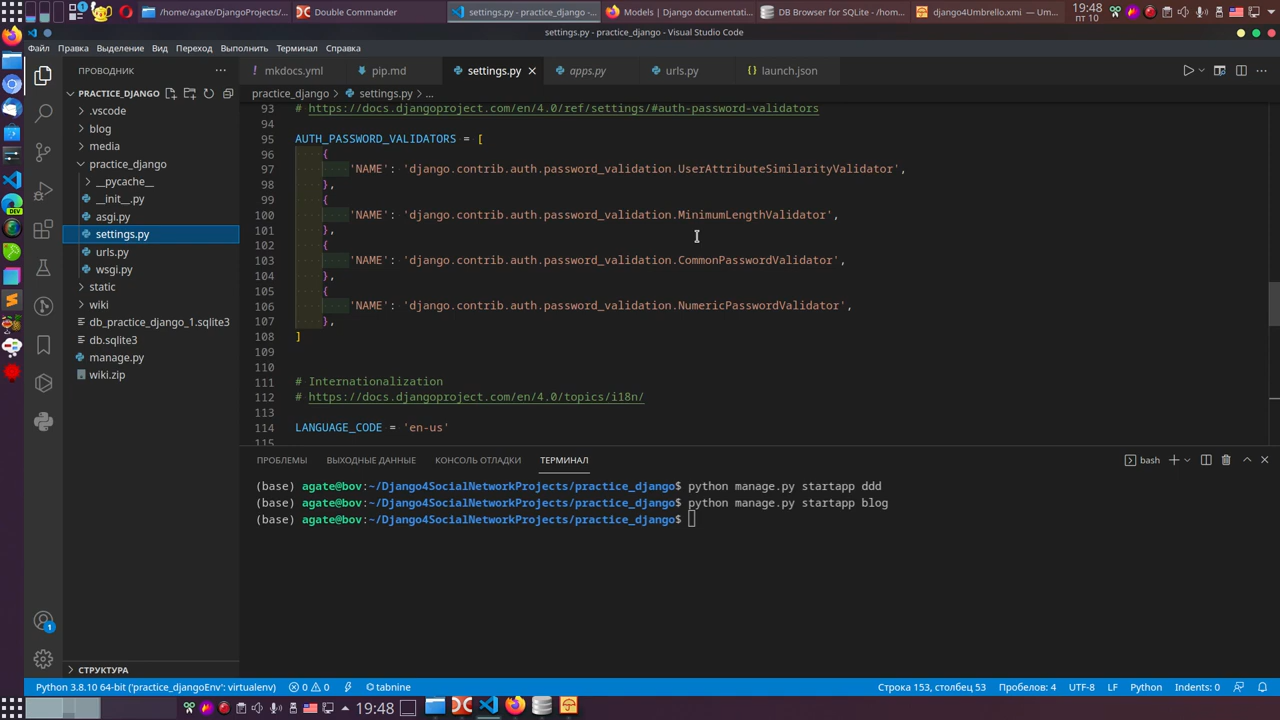 /home/agate/DjangoProjects/... Double Command settings.py - practice_django -... Models | Django documentati... DB Browser for SQLite - /hom... django4Umbrello.xmi — Um... 19:48
пт 10
settings.py - practice_django - Visual Studio Code
Файл Правка Выделение Вид Переход Выполнить Терминал Справка
ПРОВОДНИК ...
mkdocs.yml pip.md settings.py apps.py urls.py launch.json
PRACTICE_DJANGO
practice_django > settings.py > ...
.vscode
blog
media
practice_django
__pycache__
__init__.py
asgi.py
settings.py
urls.py
wsgi.py
static
wiki
db_practice_django_1.sqlite3
db.sqlite3
manage.py
wiki.zip
СТРУКТУРА
93 # https://docs.djangoproject.com/en/4.0/ref/settings/#auth-password-validators
94
95 AUTH_PASSWORD_VALIDATORS = [
96 {
97 'NAME': 'django.contrib.auth.password_validation.UserAttributeSimilarityValidator',
98 },
99 {
100 'NAME': 'django.contrib.auth.password_validation.MinimumLengthValidator',
101 },
102 {
103 'NAME': 'django.contrib.auth.password_validation.CommonPasswordValidator',
104 },
105 {
106 'NAME': 'django.contrib.auth.password_validation.NumericPasswordValidator',
107 },
108 ]
109
110
111 # Internationalization
112 # https://docs.djangoproject.com/en/4.0/topics/i18n/
113
114 LANGUAGE_CODE = 'en-us'
115
ПРОБЛЕМЫ ВЫХОДНЫЕ ДАННЫЕ КОНСОЛЬ ОТЛАДКИ ТЕРМИНАЛ bash
(base) agate@bov:~/Django4SocialNetworkProjects/practice_django$ python manage.py startapp ddd
(base) agate@bov:~/Django4SocialNetworkProjects/practice_django$ python manage.py startapp blog
(base) agate@bov:~/Django4SocialNetworkProjects/practice_django$
DEV
1
Python 3.8.10 64-bit ('practice_djangoEnv': virtualenv) 0 0 tabnine Строка 153, столбец 53 Пробелов: 4 UTF-8 LF Python Indents: 0
19:48 19:48